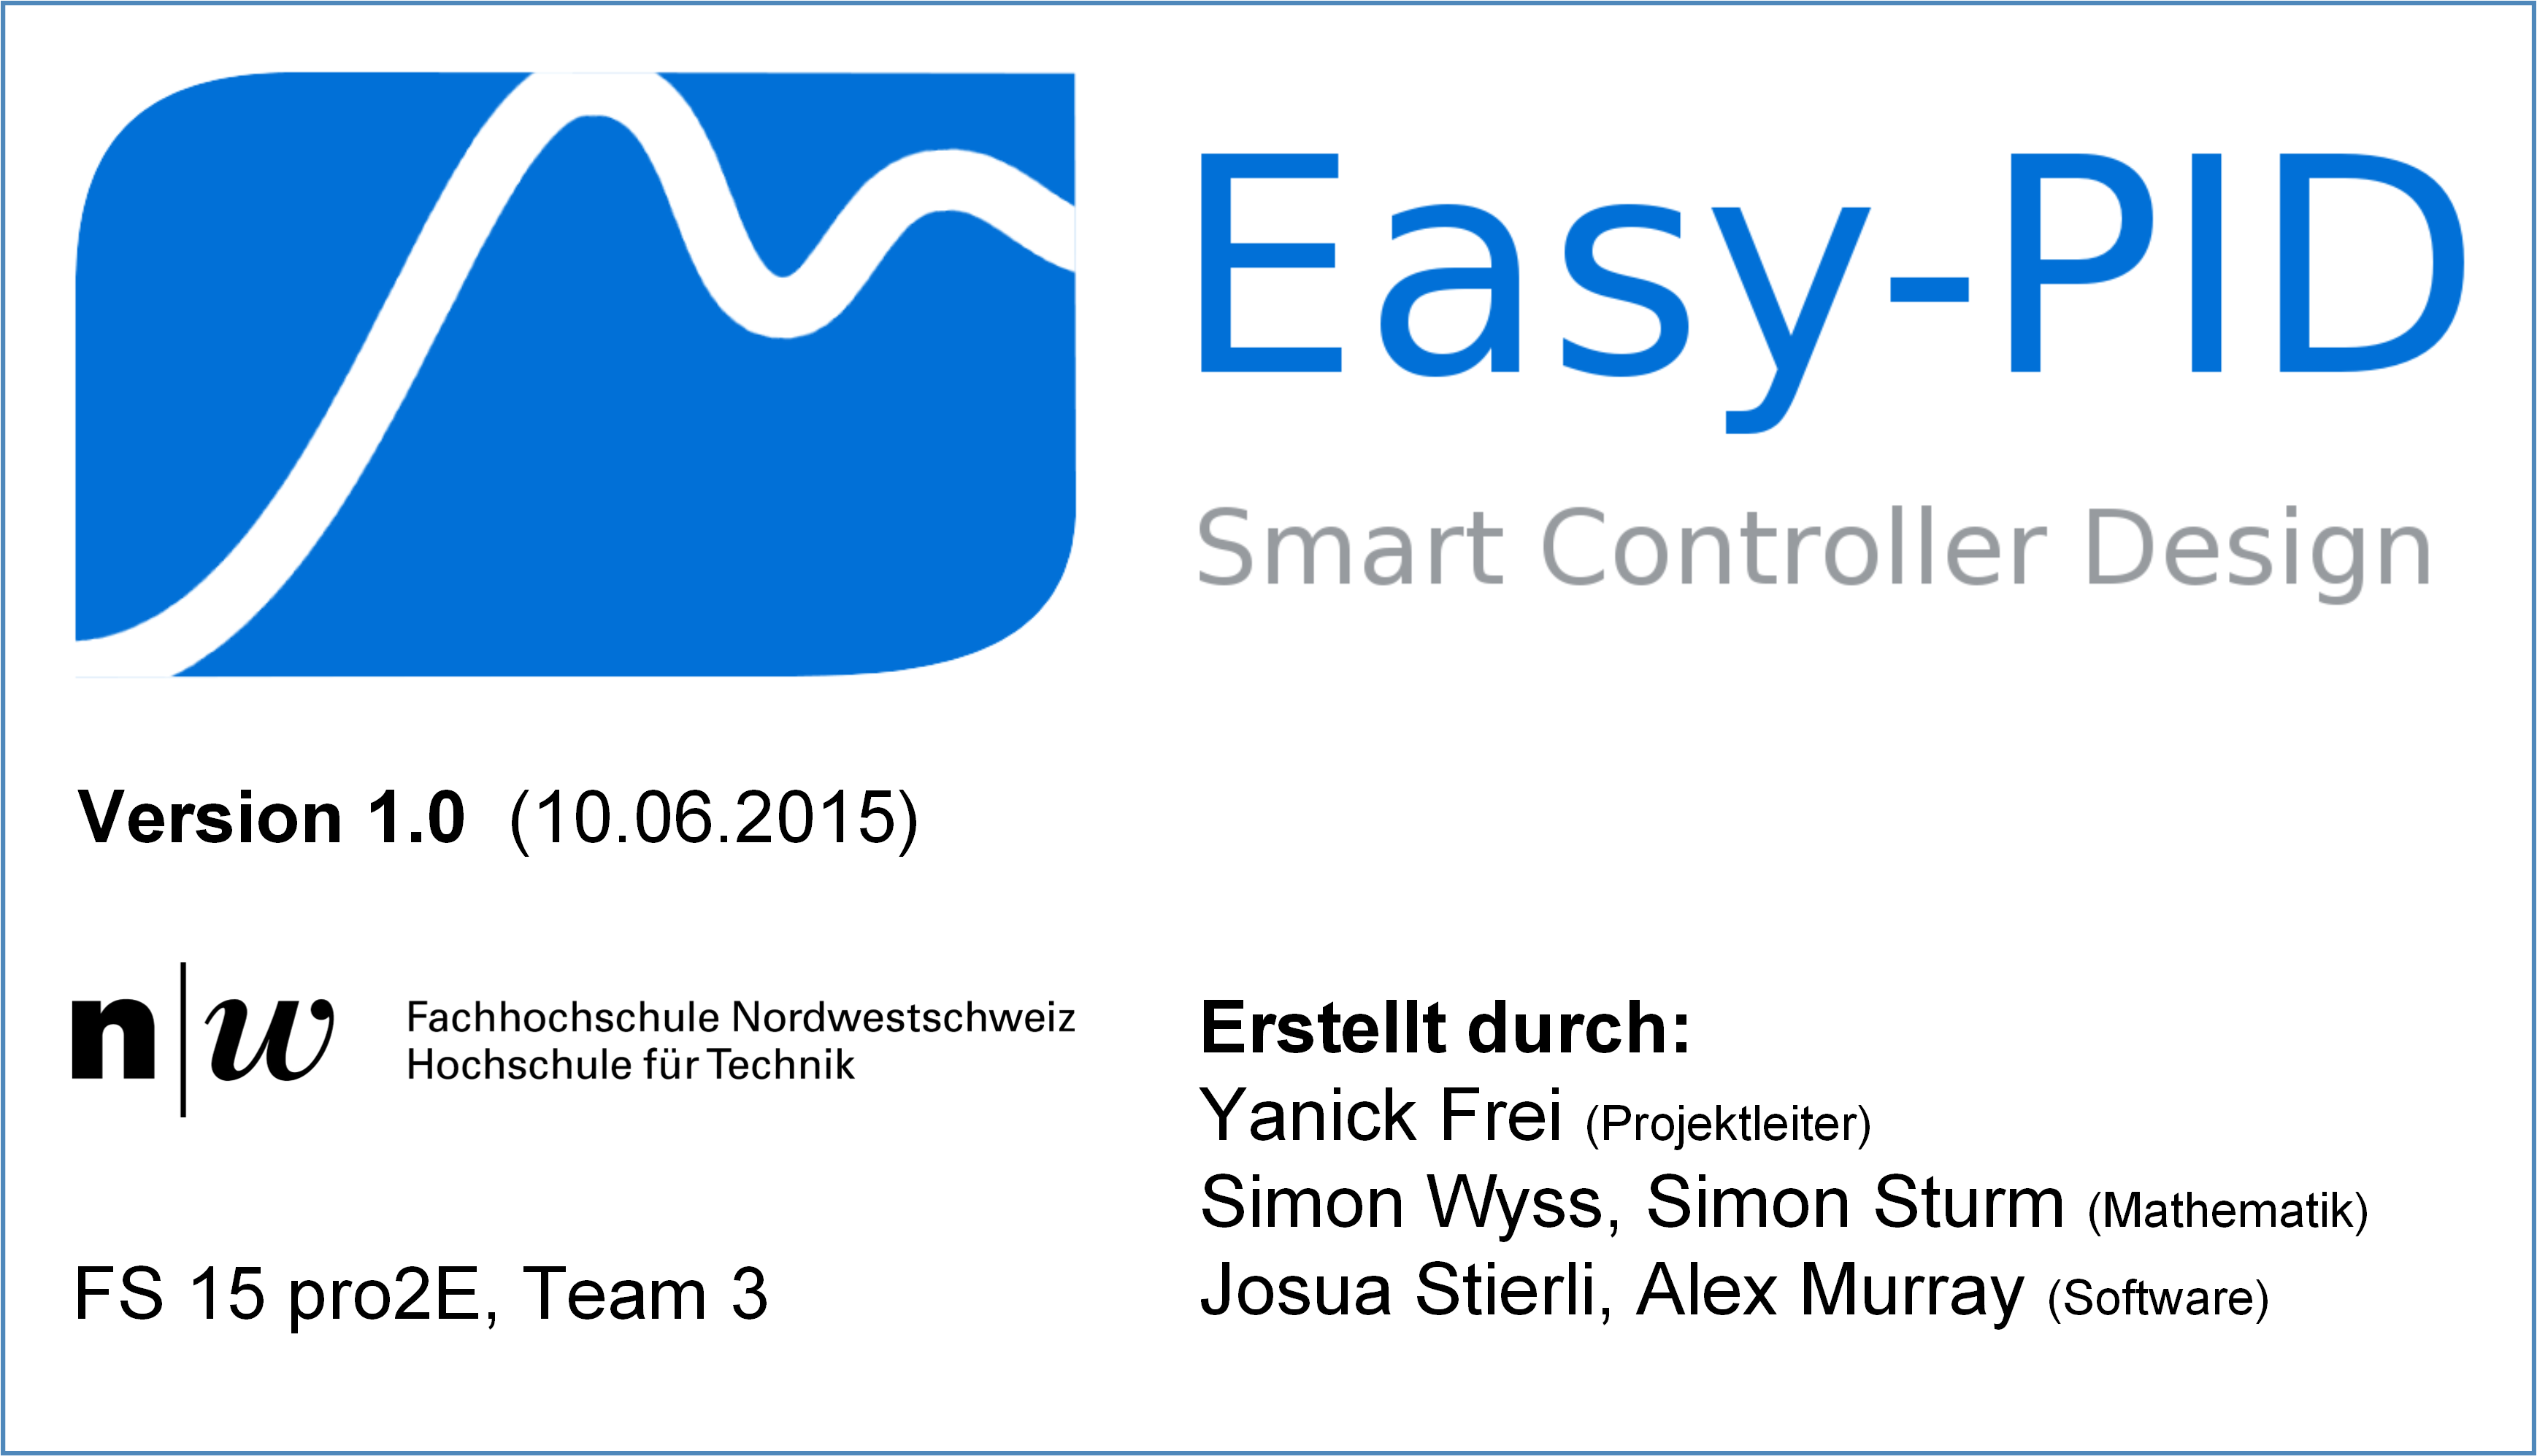 Easy-PID
Smart Controller Design
Version 1.0 (10.06.2015)
n|w
Fachhochschule Nordwestschweiz
Hochschule für Technik
FS 15 pro2E, Team 3
Erstellt durch:
Yanick Frei (Projektleiter)
Simon Wyss, Simon Sturm (Mathematik)
Josua Stierli, Alex Murray (Software)